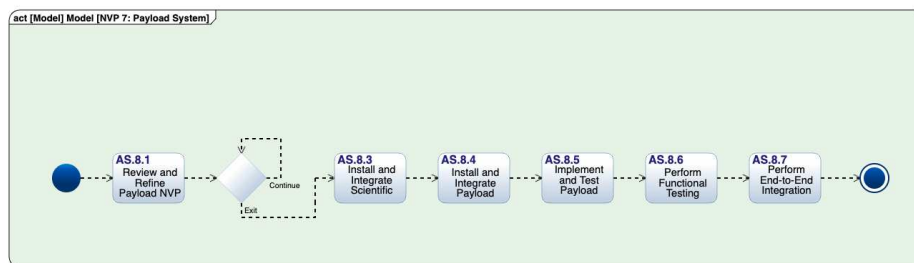 act [Model] Model [NVP 7: Payload System]
AS.8.1
Review and
Refine
Payload NVP
Continue
Exit
AS.8.3
Install and
Integrate
Scientific
AS.8.4
Install and
Integrate
Payload
AS.8.5
Implement
and Test
Payload
AS.8.6
Perform
Functional
Testing
AS.8.7
Perform
End-to-End
Integration